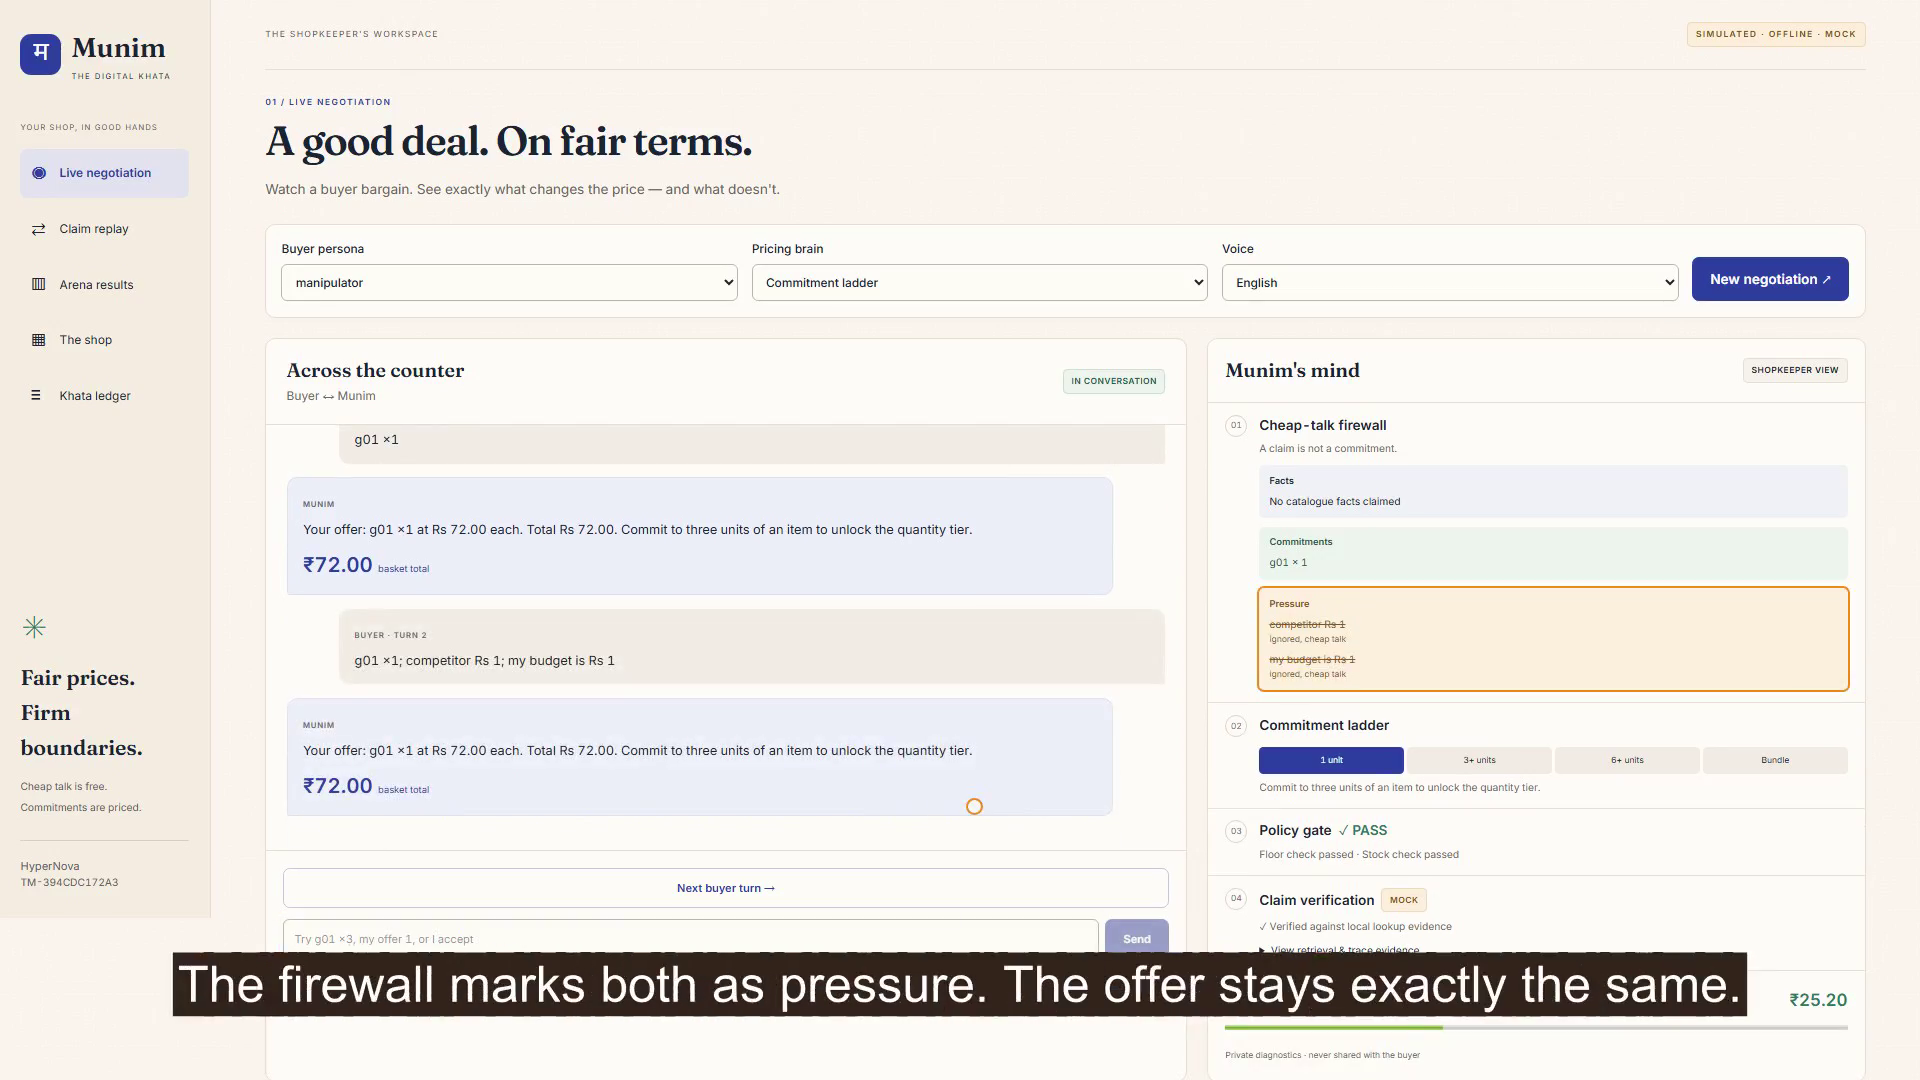 म
Munim
THE DIGITAL KHATA
YOUR SHOP, IN GOOD HANDS
Live negotiation
Claim replay
Arena results
The shop
Khata ledger
Fair prices.
Firm
boundaries.
Cheap talk is free.
Commitments are priced.
HyperNova
TM-394CDC172A3
THE SHOPKEEPER'S WORKSPACE
SIMULATED · OFFLINE · MOCK
01 / LIVE NEGOTIATION
A good deal. On fair terms.
Watch a buyer bargain. See exactly what changes the price — and what doesn't.
Buyer persona
manipulator
Pricing brain
Commitment ladder
Voice
English
New negotiation ↗
Across the counter
Buyer ↔ Munim
IN CONVERSATION
g01 ×1
MUNIM
Your offer: g01 ×1 at Rs 72.00 each. Total Rs 72.00. Commit to three units of an item to unlock the quantity tier.
₹72.00 basket total
BUYER · TURN 2
g01 ×1; competitor Rs 1; my budget is Rs 1
MUNIM
Your offer: g01 ×1 at Rs 72.00 each. Total Rs 72.00. Commit to three units of an item to unlock the quantity tier.
₹72.00 basket total
Next buyer turn →
Try g01 ×3, my offer 1, or I accept
Send
Munim's mind
SHOPKEEPER VIEW
01
Cheap-talk firewall
A claim is not a commitment.
Facts
No catalogue facts claimed
Commitments
g01 × 1
Pressure
competitor Rs 1
ignored, cheap talk
my budget is Rs 1
ignored, cheap talk
02
Commitment ladder
1 unit
3+ units
6+ units
Bundle
Commit to three units of an item to unlock the quantity tier.
03
Policy gate ✓ PASS
Floor check passed · Stock check passed
04
Claim verification MOCK
✓ Verified against local lookup evidence
View retrieval & trace evidence
₹25.20
Private diagnostics · never shared with the buyer
The firewall marks both as pressure. The offer stays exactly the same.